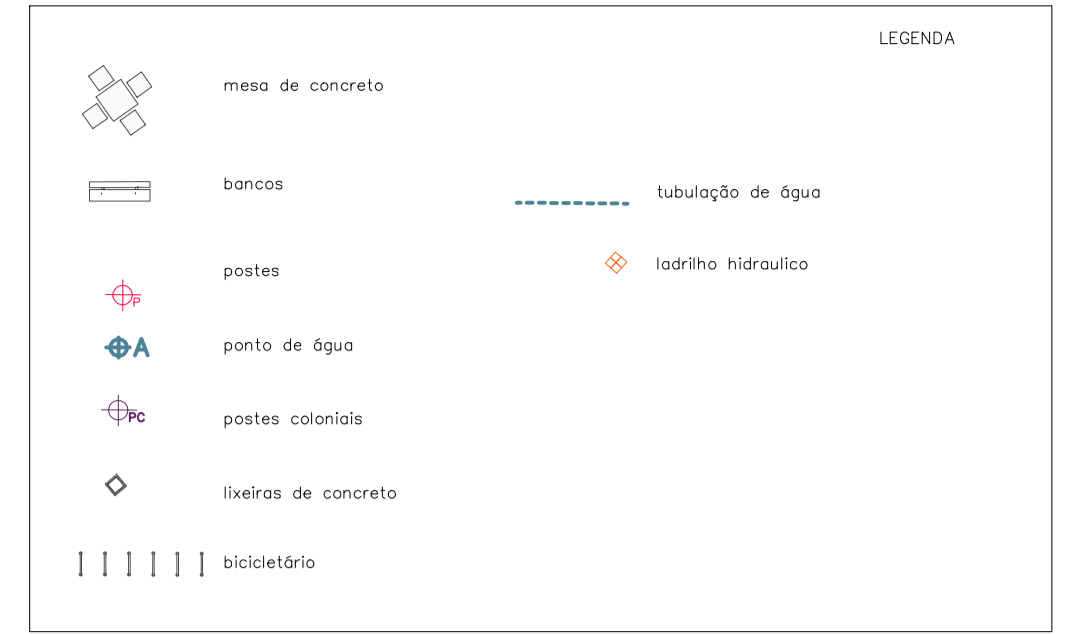 LEGENDA
mesa de concreto
bancos
postes
P
A
ponto de água
PC
postes coloniais
lixeiras de concreto
bicicletário
tubulação de água
ladrilho hidraulico